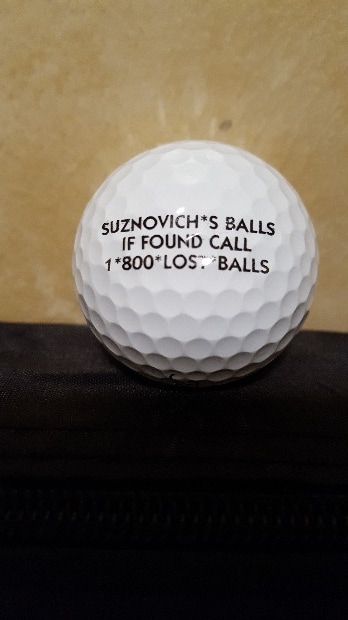 SUZNOVICH*S BALLS
IF FOUND CALL
1*800*LOST*BALLS